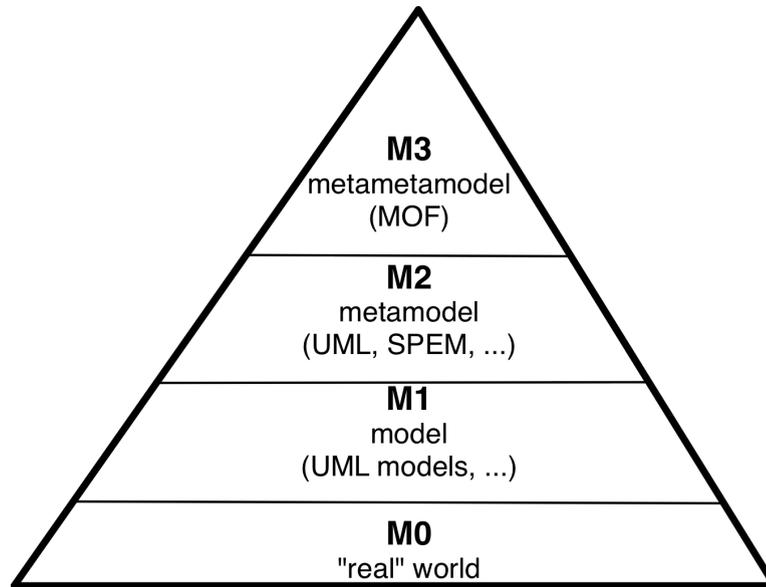 M3
metametamodel
(MOF)
M2
metamodel
(UML, SPEM, ...)
M1
model
(UML models, ...)
M0
"real" world